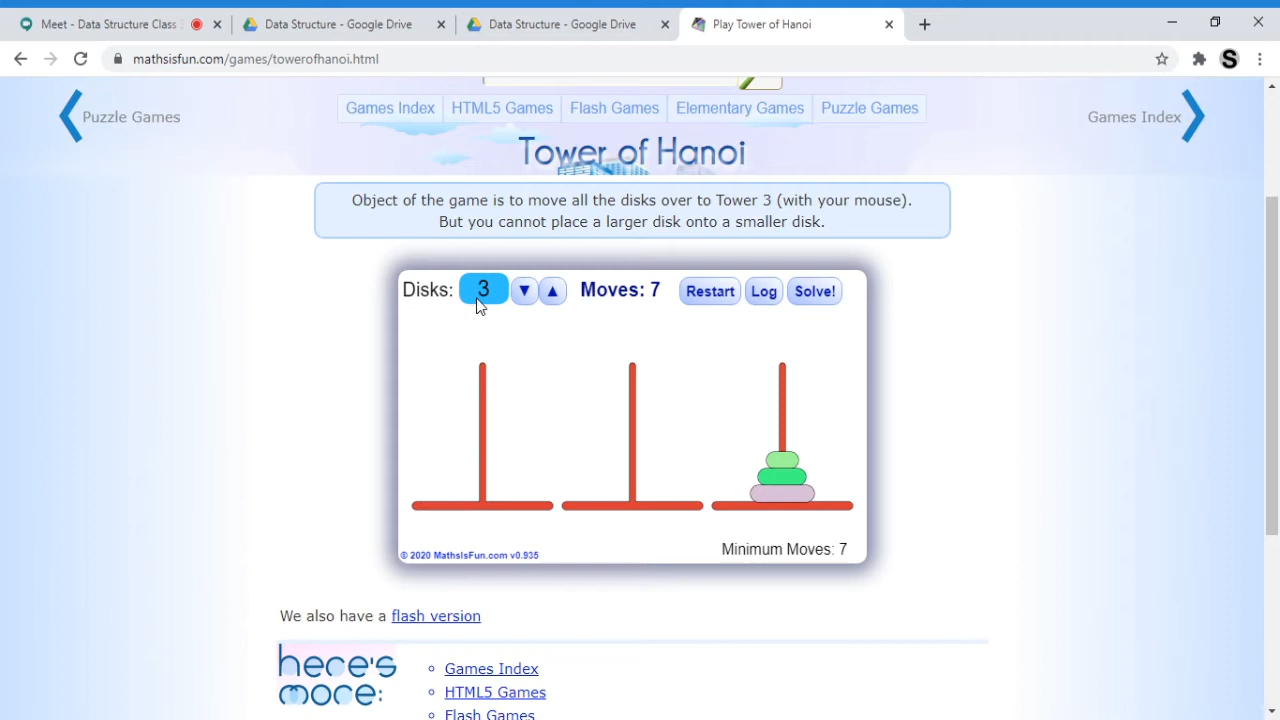 Meet - Data Structure Class
Data Structure - Google Drive
Data Structure - Google Drive
Play Tower of Hanoi
mathsisfun.com/games/towerofhanoi.html
S
Puzzle Games
Games Index
HTML5 Games
Flash Games
Elementary Games
Puzzle Games
Games Index
Tower of Hanoi
Object of the game is to move all the disks over to Tower 3 (with your mouse).
But you cannot place a larger disk onto a smaller disk.
Disks: 3
Moves: 7
Restart
Log
Solve!
© 2020 MathsIsFun.com v0.935
Minimum Moves: 7
We also have a flash version
here's
more:
Games Index
HTML5 Games
Flash Games